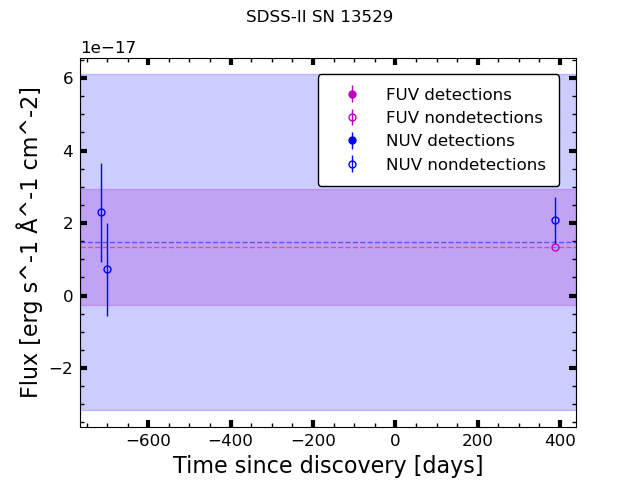 SDSS-II SN 13529
1e−17
FUV detections
FUV nondetections
NUV detections
NUV nondetections
6
4
2
0
−2
Flux [erg s^-1 Å^-1 cm^-2]
−600
−400
−200
0
200
400
Time since discovery [days]